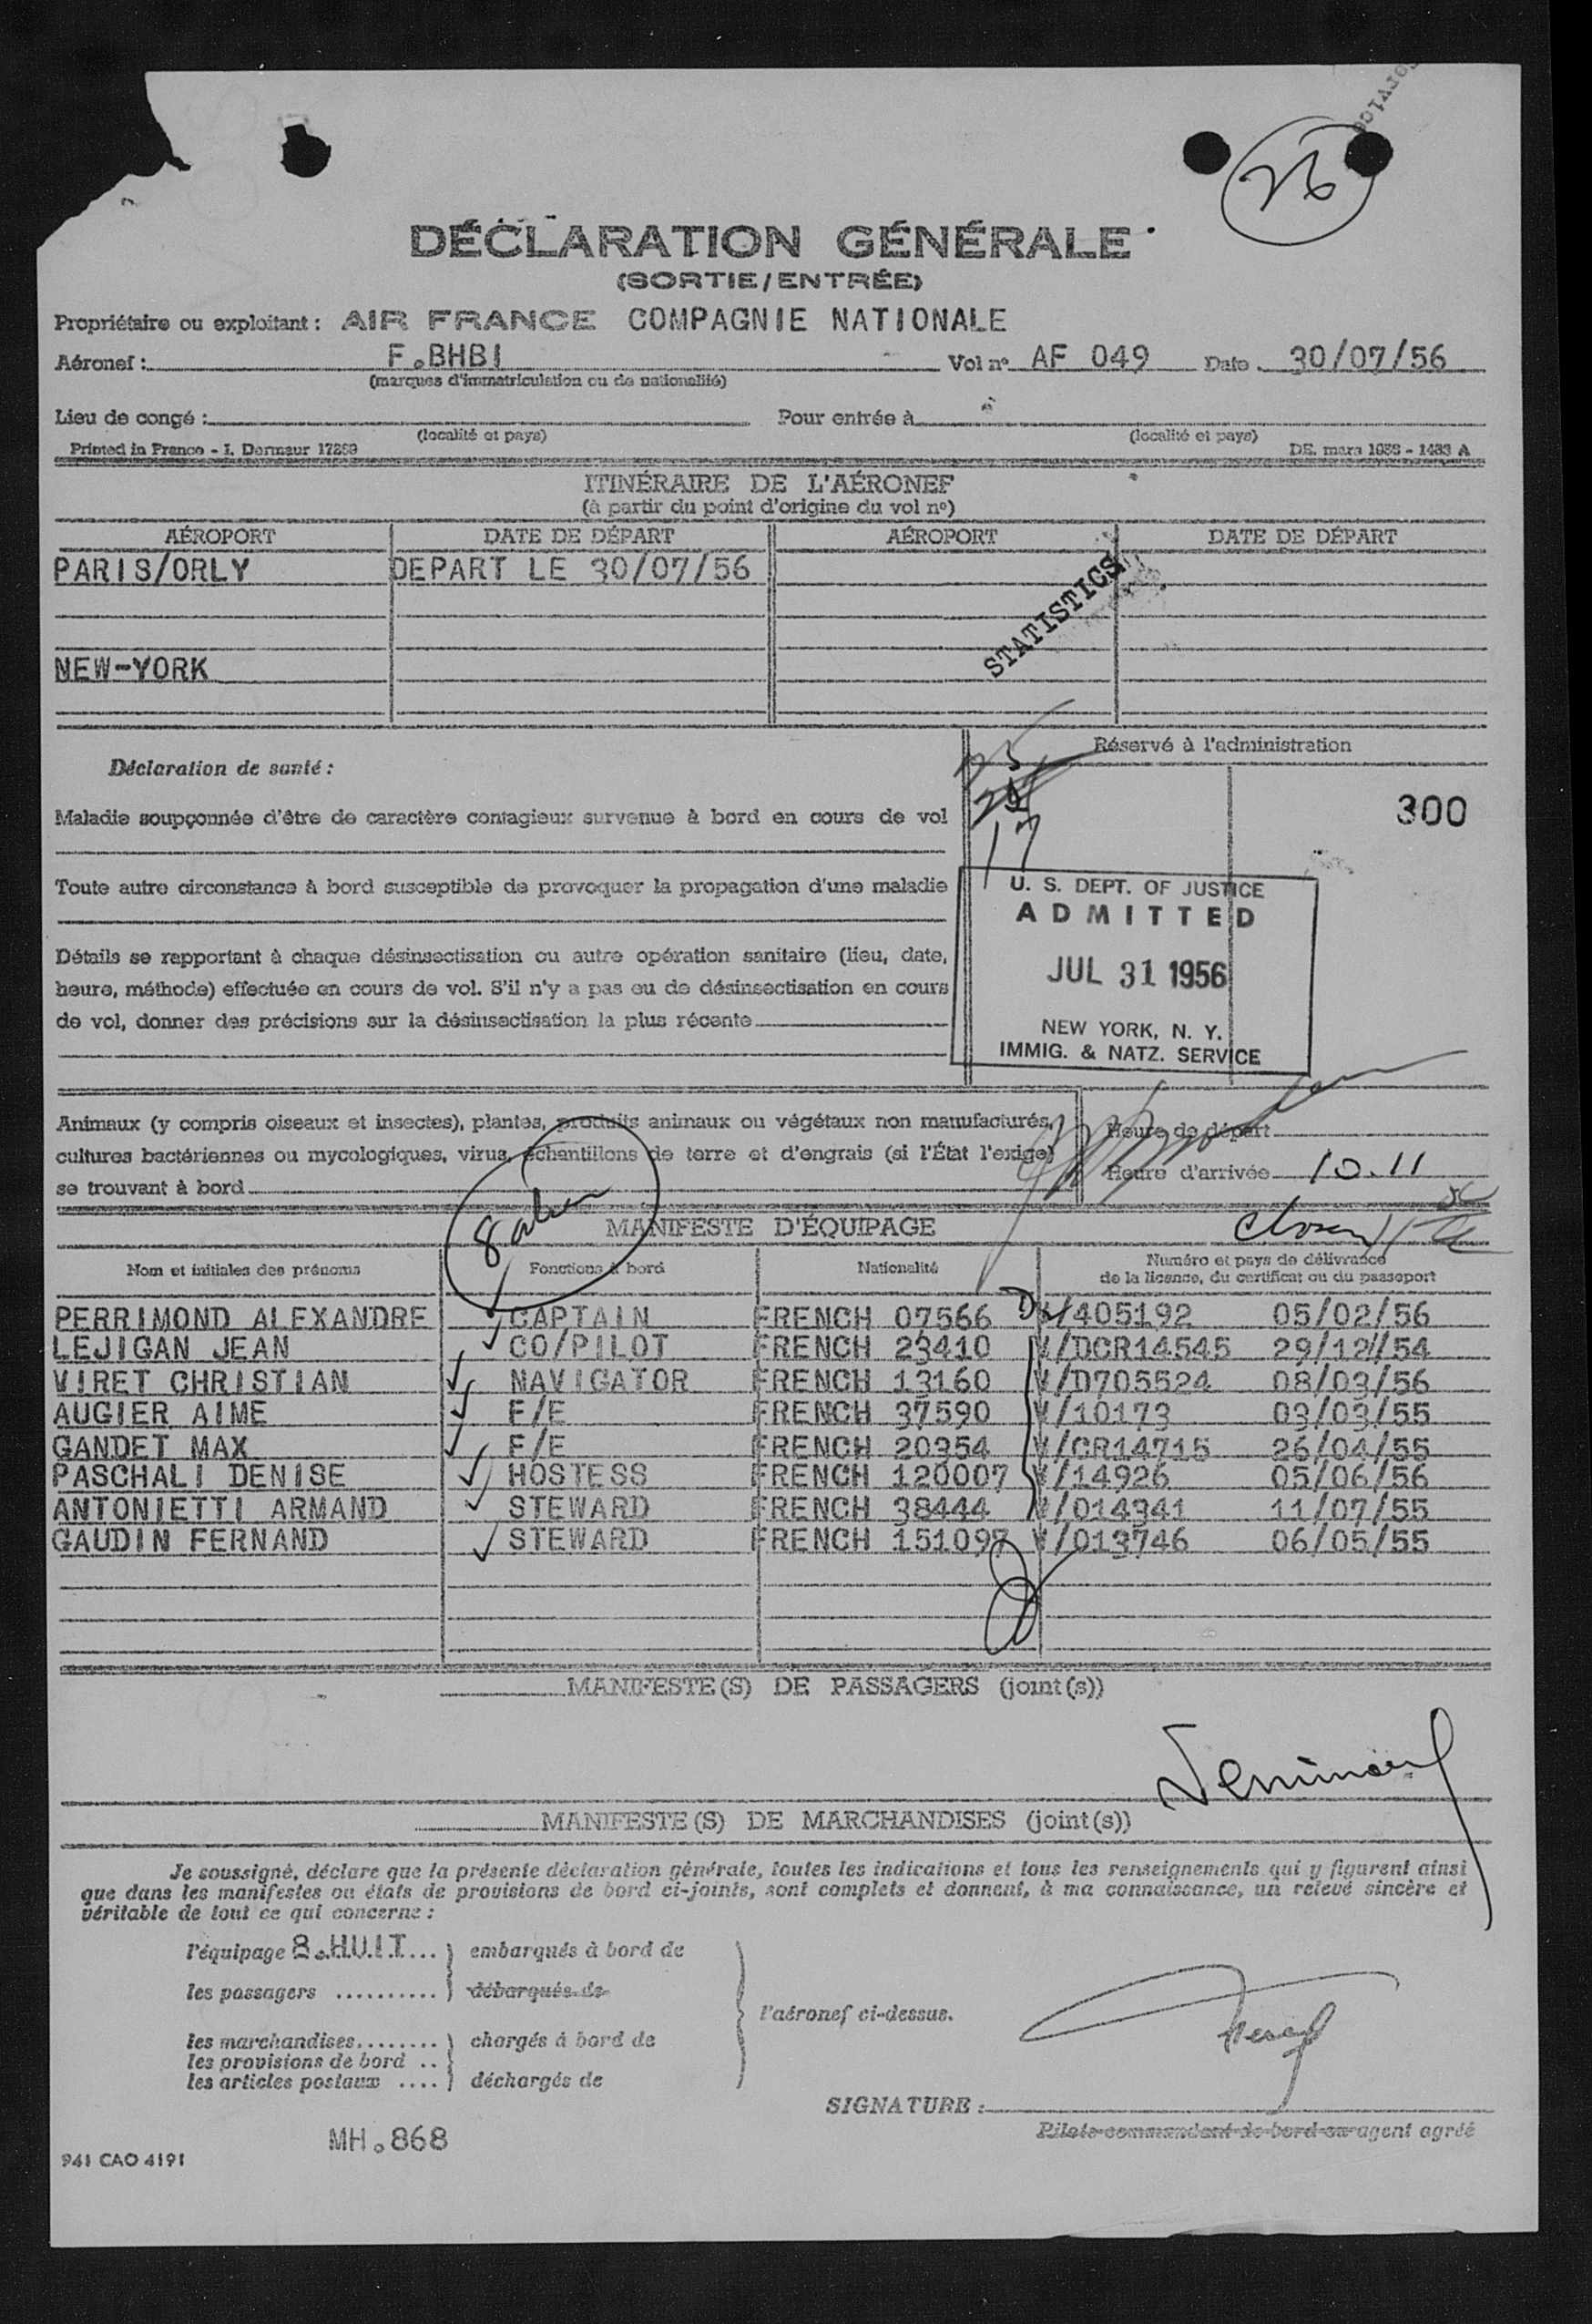 Service
26
DÉCLARATION GÉNÉRALE
(SORTIE/ENTRÉE)
Propriétaire ou exploitant : AIR FRANCE COMPAGNIE NATIONALE
Aéronef : F.BHBI Vol nº AF 049 Date 30/07/56
(marques d'immatriculation ou de nationalité)
Lieu de congé : Pour entrée à
(localité et pays) (localité et pays)
Printed in France - I. Dermaur 17289 DE. mars 1956 - 1433 A
ITINÉRAIRE DE L'AÉRONEF
(à partir du point d'origine du vol nº)
AÉROPORT DATE DE DÉPART AÉROPORT DATE DE DÉPART
PARIS/ORLY DEPART LE 30/07/56
STATISTICS
NEW-YORK
Réservé à l'administration
Déclaration de santé :
25
300
Maladie soupçonnée d'être de caractère contagieux survenue à bord en cours de vol
17
Toute autre circonstance à bord susceptible de provoquer la propagation d'une maladie
U. S. DEPT. OF JUSTICE
ADMITTED
JUL 31 1956
NEW YORK, N. Y.
IMMIG. & NATZ. SERVICE
Détails se rapportant à chaque désinsectisation ou autre opération sanitaire (lieu, date,
heure, méthode) effectuée en cours de vol. S'il n'y a pas eu de désinsectisation en cours
de vol, donner des précisions sur la désinsectisation la plus récente
Animaux (y compris oiseaux et insectes), plantes, produits animaux ou végétaux non manufacturés,
cultures bactériennes ou mycologiques, virus, échantillons de terre et d'engrais (si l'État l'exige)
se trouvant à bord
Heure de départ
Heure d'arrivée 10.11
8 alien
MANIFESTE D'ÉQUIPAGE
Nom et initiales des prénoms Fonctions à bord Nationalité Numéro et pays de délivrance
de la licence, du certificat ou du passeport
PERRIMOND ALEXANDRE CAPTAIN FRENCH 07566 V/405192 05/02/56
LEJIGAN JEAN CO/PILOT FRENCH 23410 V/DCR14545 29/12//54
VIRET CHRISTIAN NAVIGATOR FRENCH 13160 V/D705524 08/03/56
AUGIER AIME F/E FRENCH 37590 V/10173 03/03/55
GANDET MAX F/E FRENCH 20354 V/CR14715 26/04/55
PASCHALI DENISE HOSTESS FRENCH 120007 V/14926 05/06/56
ANTONIETTI ARMAND STEWARD FRENCH 38444 V/014341 11/07/55
GAUDIN FERNAND STEWARD FRENCH 151097 V/013746 06/05/55
MANIFESTE(S) DE PASSAGERS (joint(s))
MANIFESTE(S) DE MARCHANDISES (joint(s))
Je soussigné, déclare que la présente déclaration générale, toutes les indications et tous les renseignements qui y figurent ainsi
que dans les manifestes ou états de provisions de bord ci-joints, sont complets et donnent, à ma connaissance, un relevé sincère et
véritable de tout ce qui concerne :
l'équipage 8.HUIT... embarqués à bord de
les passagers .......... débarqués de
l'aéronef ci-dessus.
les marchandises........ chargés à bord de
les provisions de bord ..
les articles postaux .... déchargés de
SIGNATURE :
Pilote commandant de bord ou agent agréé
MH.868
941 CAO 4191